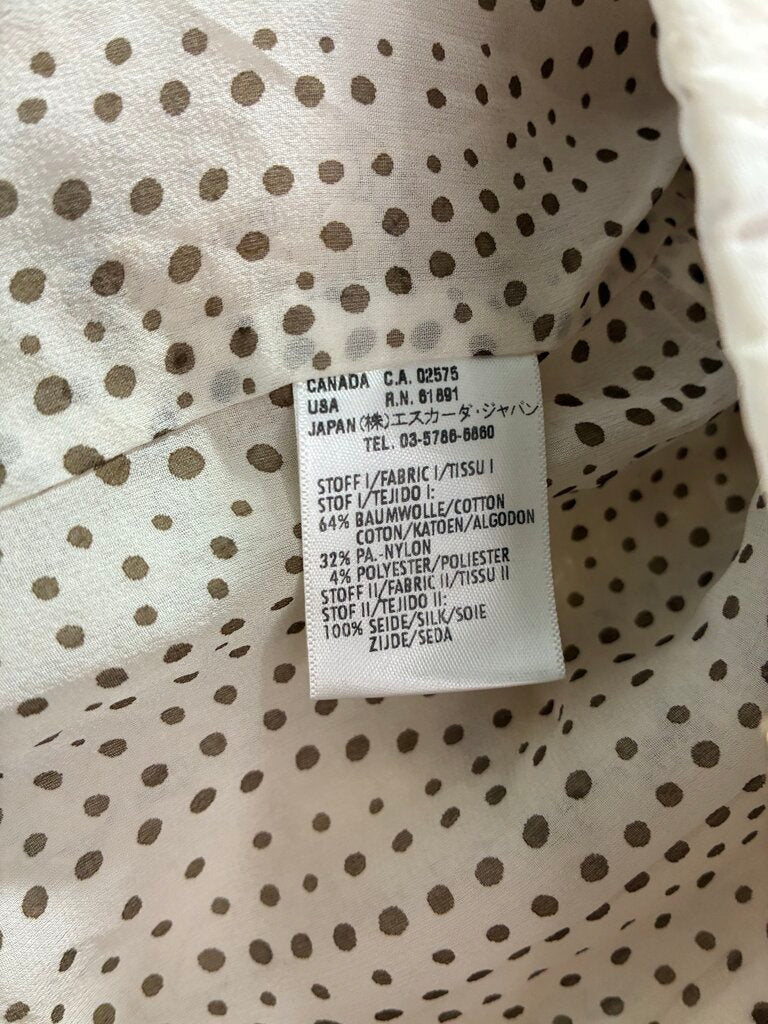 CANADA C.A. 02575
USA R.N. 61891
JAPAN (株)エスカーダ・ジャパン
TEL. 03-5786-6660
STOFF I/FABRIC I/TISSU I
STOF I/TEJIDO I:
64% BAUMWOLLE/COTTON
COTON/KATOEN/ALGODON
32% PA.-NYLON
4% POLYESTER/POLIESTER
STOFF II/FABRIC II/TISSU II
STOF II/TEJIDO II:
100% SEIDE/SILK/SOIE
ZIJDE/SEDA